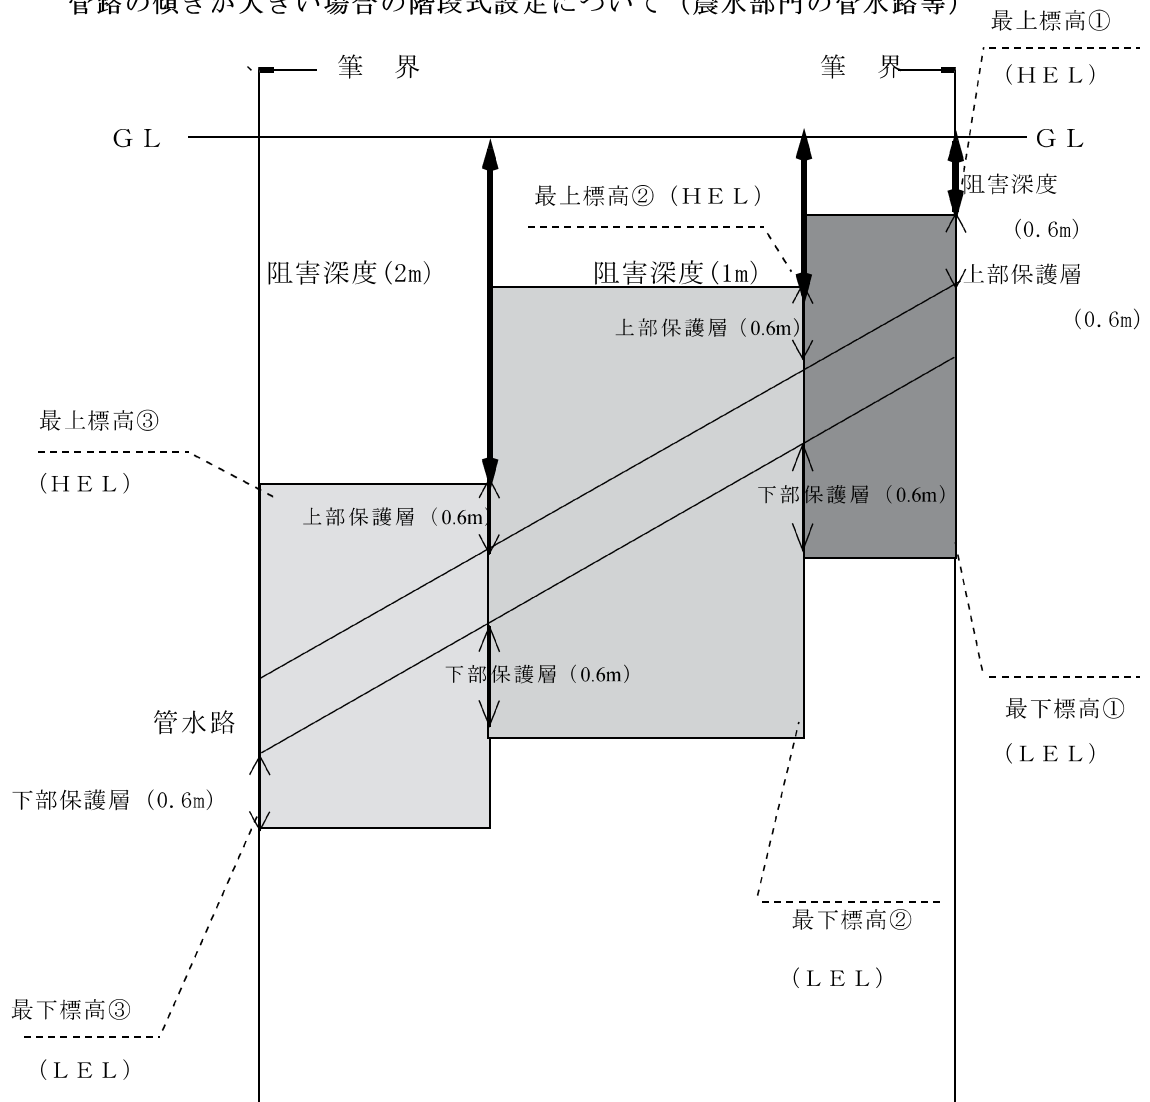 管路の傾きが大きい場合の階段式設定について（農水部門の管水路等）
最上標高①
（ＨＥＬ）
筆　界
筆　界
ＧＬ
ＧＬ
阻害深度
(0.6m)
最上標高②（ＨＥＬ）
阻害深度(2m)
阻害深度(1m)
上部保護層
(0.6m)
上部保護層（0.6m）
最上標高③
（ＨＥＬ）
上部保護層（0.6m）
下部保護層（0.6m）
下部保護層（0.6m）
管水路
最下標高①
（ＬＥＬ）
下部保護層（0.6m）
最下標高②
（ＬＥＬ）
最下標高③
（ＬＥＬ）